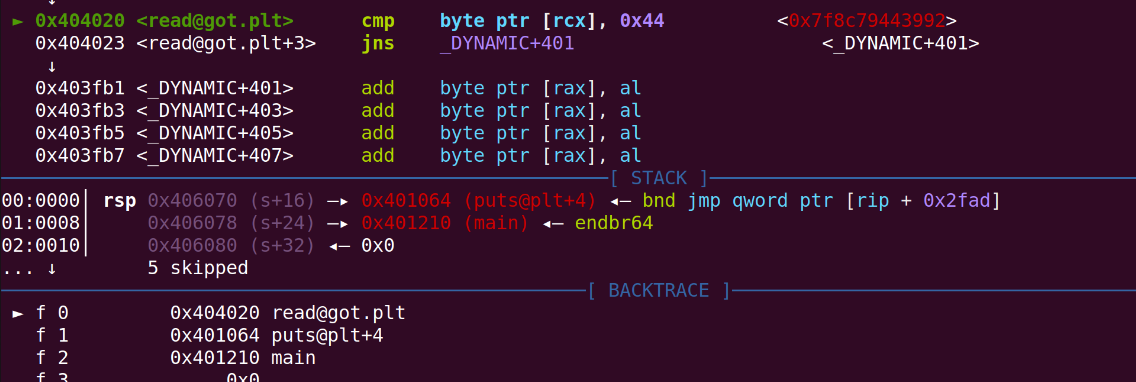 ↓
► 0x404020 <read@got.plt> cmp byte ptr [rcx], 0x44 <0x7f8c79443992>
0x404023 <read@got.plt+3> jns _DYNAMIC+401 <_DYNAMIC+401>
↓
0x403fb1 <_DYNAMIC+401> add byte ptr [rax], al
0x403fb3 <_DYNAMIC+403> add byte ptr [rax], al
0x403fb5 <_DYNAMIC+405> add byte ptr [rax], al
0x403fb7 <_DYNAMIC+407> add byte ptr [rax], al
[ STACK ]
00:0000│ rsp 0x406070 (s+16) —▸ 0x401064 (puts@plt+4) ◂— bnd jmp qword ptr [rip + 0x2fad]
01:0008│ 0x406078 (s+24) —▸ 0x401210 (main) ◂— endbr64
02:0010│ 0x406080 (s+32) ◂— 0x0
... ↓ 5 skipped
[ BACKTRACE ]
► f 0 0x404020 read@got.plt
f 1 0x401064 puts@plt+4
f 2 0x401210 main
f 3 0x0